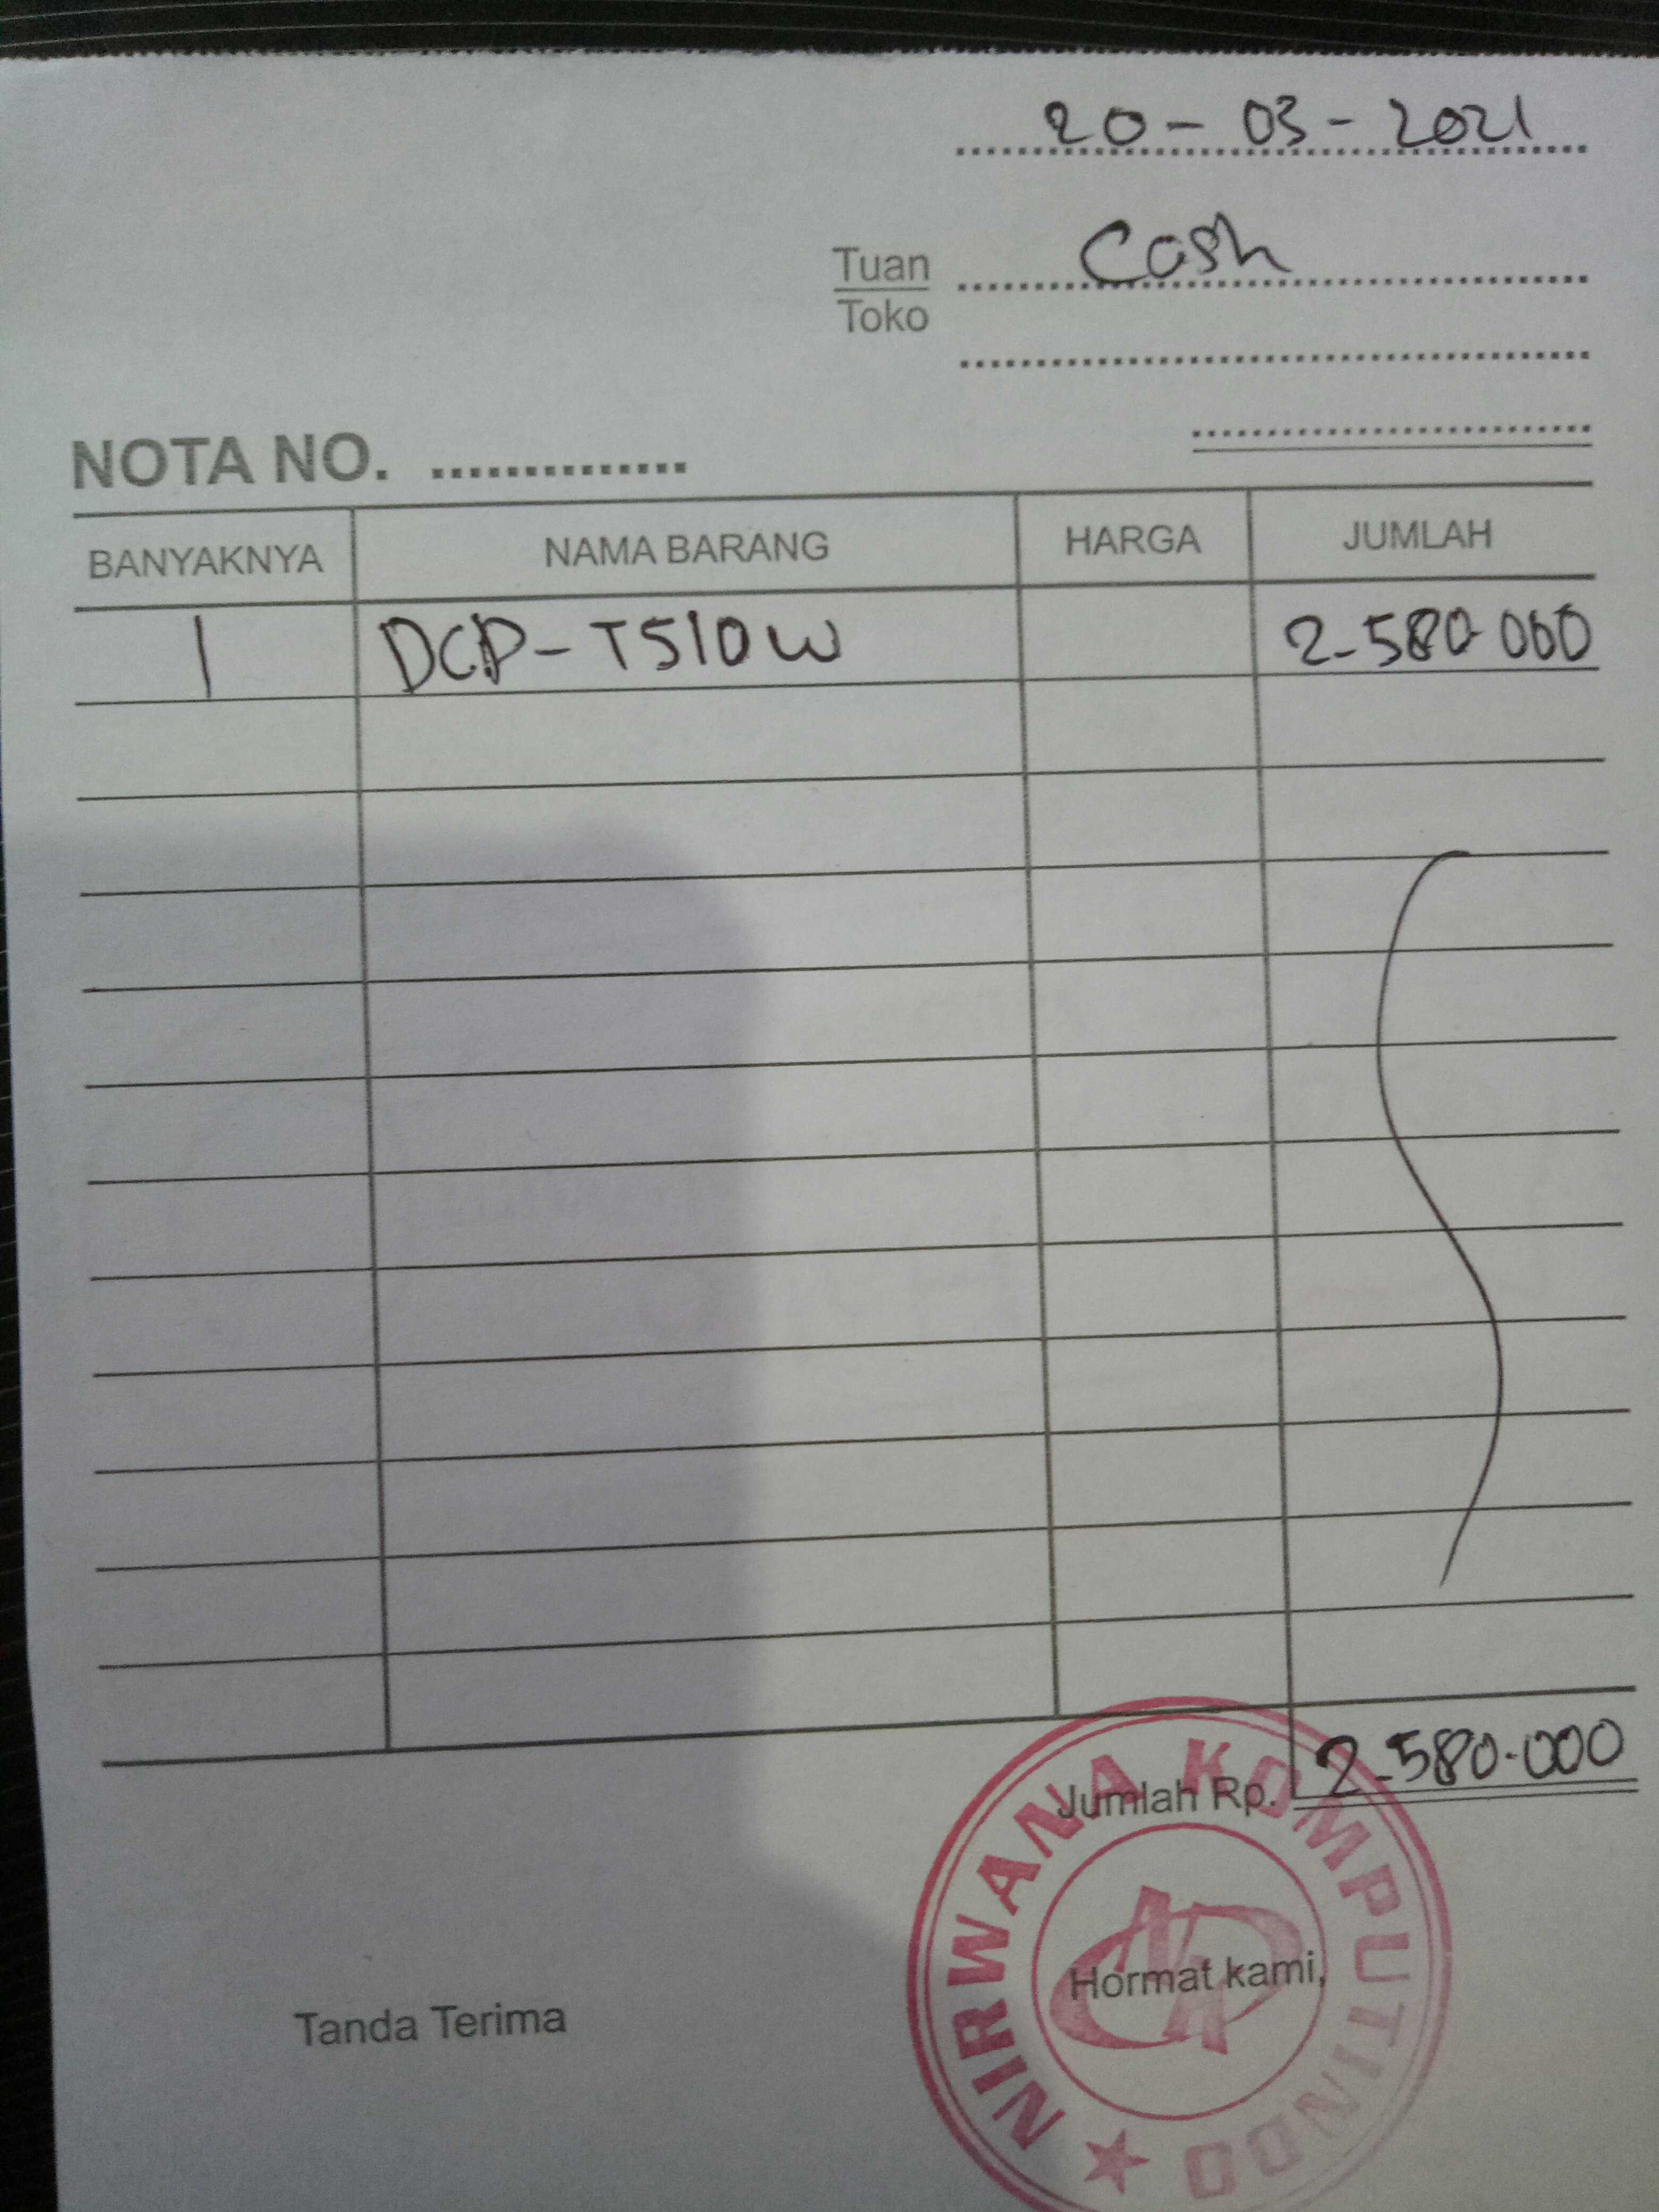 20-03-2021
Tuan Cash
Toko
NOTA NO. ..............
BANYAKNYA NAMA BARANG HARGA JUMLAH
1 DCP-T510W 2-580.000
Jumlah Rp. 2-580.000
Tanda Terima Hormat kami,
NIRWANA KOMPUTINDO